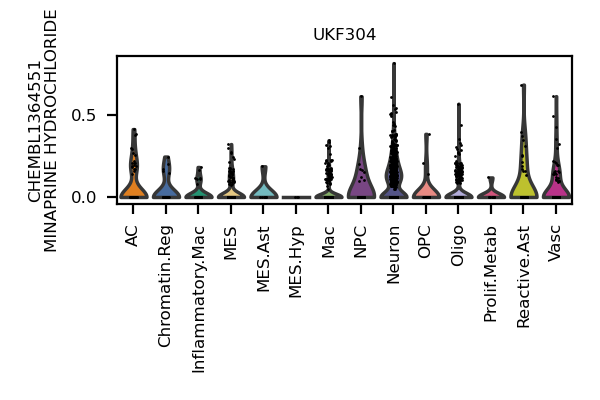 UKF304
CHEMBL1364551
MINAPRINE HYDROCHLORIDE
0.5
0.0
AC
Chromatin.Reg
Inflammatory.Mac
MES
MES.Ast
MES.Hyp
Mac
NPC
Neuron
OPC
Oligo
Prolif.Metab
Reactive.Ast
Vasc